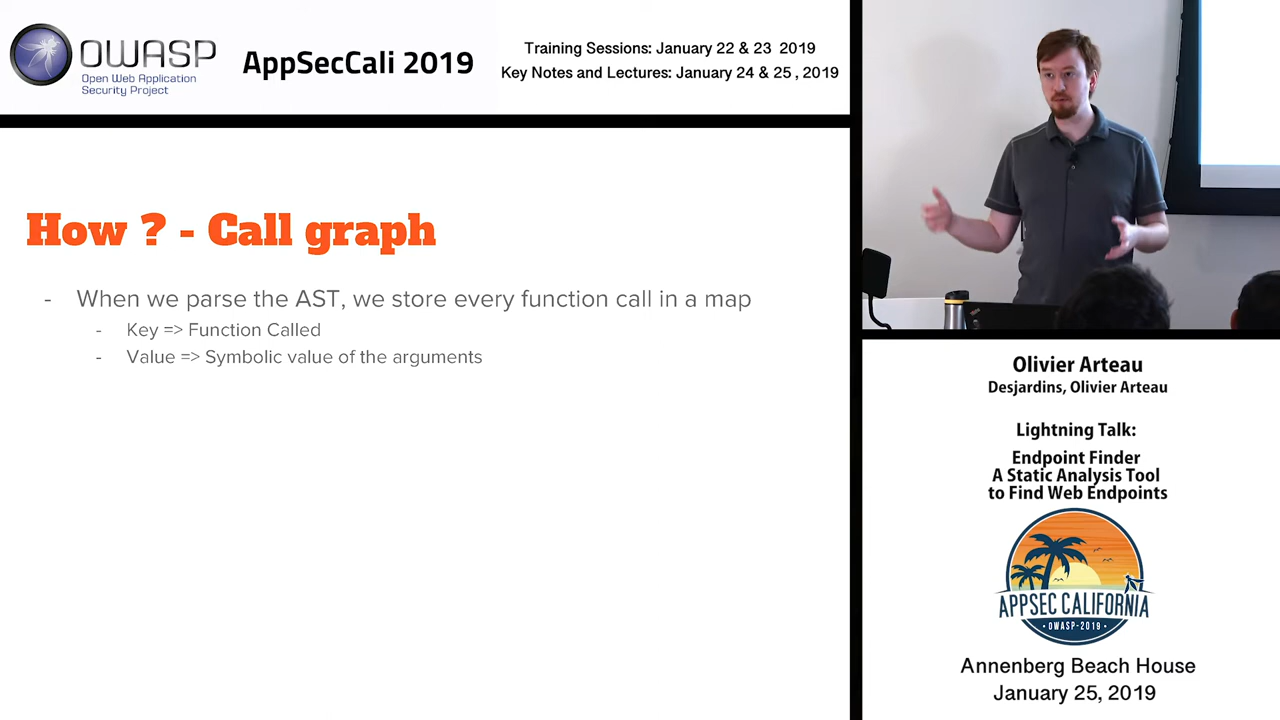 OWASP
Open Web Application
Security Project
AppSecCali 2019
Training Sessions: January 22 & 23 2019
Key Notes and Lectures: January 24 & 25 , 2019
How ? - Call graph
- When we parse the AST, we store every function call in a map
- Key => Function Called
- Value => Symbolic value of the arguments
Olivier Arteau
Desjardins, Olivier Arteau
Lightning Talk:
Endpoint Finder
A Static Analysis Tool
to Find Web Endpoints
APPSEC CALIFORNIA
• OWASP-2019 •
Annenberg Beach House
January 25, 2019